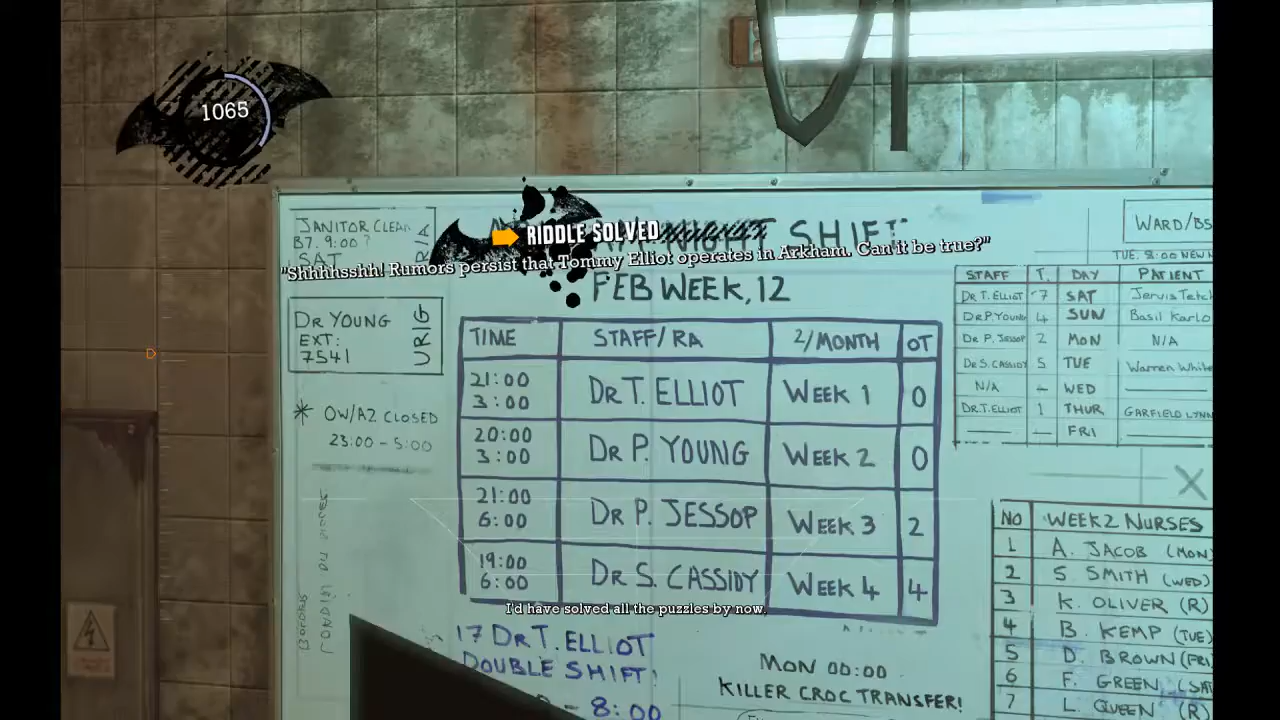 1065
JANITOR CLEAN
B7. 9:00?
SAT
NIGHT SHIFT
RIDDLE SOLVED
"Shhhhsshh! Rumors persist that Tommy Elliot operates in Arkham. Can it be true?"
FEB WEEK, 12
DR YOUNG
EXT:
7541
* OW/A2 CLOSED
23:00 - 5:00
TIME STAFF/RA 2/MONTH OT
21:00 3:00 DR T. ELLIOT WEEK 1 0
20:00 3:00 DR P. YOUNG WEEK 2 0
21:00 6:00 DR P. JESSOP WEEK 3 2
19:00 6:00 DR S. CASSIDY WEEK 4 4
I'd have solved all the puzzles by now.
17 DR T. ELLIOT
DOUBLE SHIFT!
- 8:00
MON 00:00
KILLER CROC TRANSFER!
WARD/BS
TUE. 8:00 NEW
STAFF T. DAY PATIENT
DR T. ELLIOT 7 SAT Jervis Tetch
DR P. YOUNG 4 SUN Basil Karlo
DR P. JESSOP 2 MON N/A
DR S. CASSIDY 5 TUE Warren White
N/A - WED
DR. T. ELLIOT 1 THUR GARFIELD LYNN
FRI
X
NO WEEK 2 NURSES
1 A. JACOB (MON)
2 S SMITH (WED)
3 K. OLIVER (R)
4 B. KEMP (TUE)
5 D. BROWN (FRI
6 F. GREEN (SA
7 L. QUEEN (R)